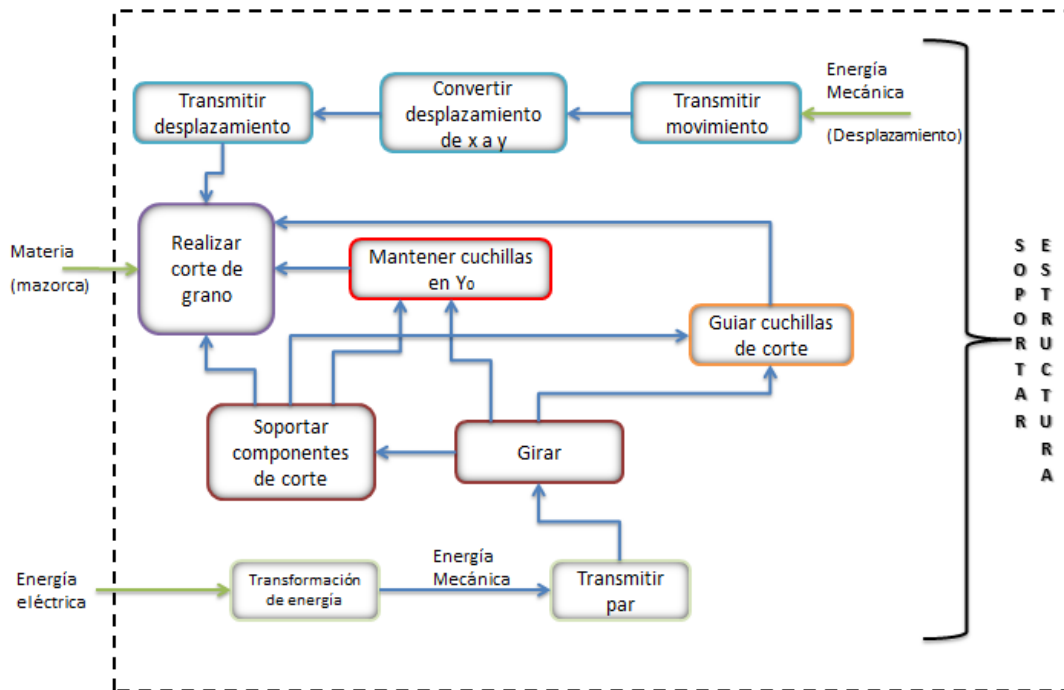 Energía
Mecánica
(Desplazamiento)
Transmitir
desplazamiento
Convertir
desplazamiento
de x a y
Transmitir
movimiento
Materia
(mazorca)
Realizar
corte de
grano
Mantener cuchillas
en Y₀
Guiar cuchillas
de corte
SOPORTAR
ESTRUCTURA
Soportar
componentes
de corte
Girar
Energía
eléctrica
Transformación
de energía
Energía
Mecánica
Transmitir
par